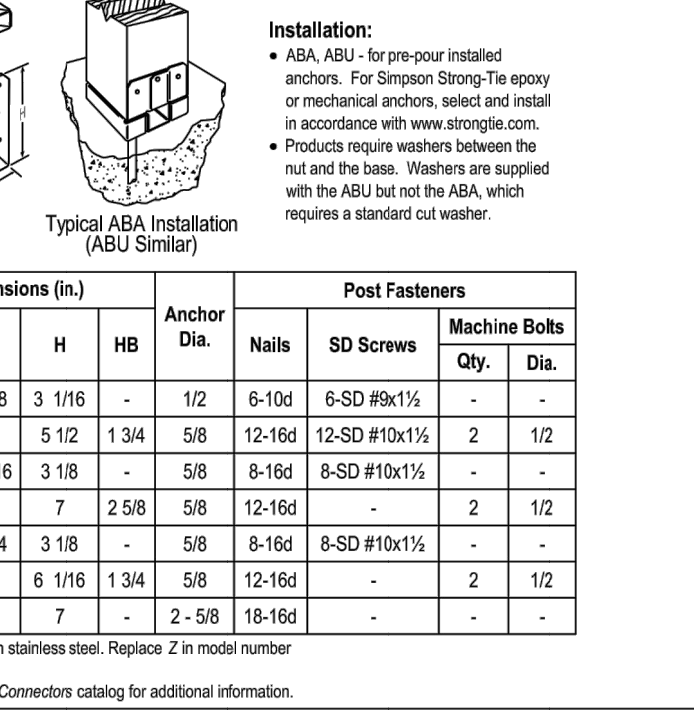 Installation:
● ABA, ABU - for pre-pour installed
anchors. For Simpson Strong-Tie epoxy
or mechanical anchors, select and install
in accordance with www.strongtie.com.
● Products require washers between the
nut and the base. Washers are supplied
with the ABU but not the ABA, which
requires a standard cut washer.
H
Typical ABA Installation
(ABU Similar)
nsions (in.) Anchor Dia. Post Fasteners
H HB Nails SD Screws Machine Bolts
Qty. Dia.
8 3 1/16 - 1/2 6-10d 6-SD #9x1½ - -
5 1/2 1 3/4 5/8 12-16d 12-SD #10x1½ 2 1/2
16 3 1/8 - 5/8 8-16d 8-SD #10x1½ - -
7 2 5/8 5/8 12-16d - 2 1/2
4 3 1/8 - 5/8 8-16d 8-SD #10x1½ - -
6 1/16 1 3/4 5/8 12-16d - 2 1/2
7 - 2 - 5/8 18-16d - - -
n stainless steel. Replace Z in model number
Connectors catalog for additional information.